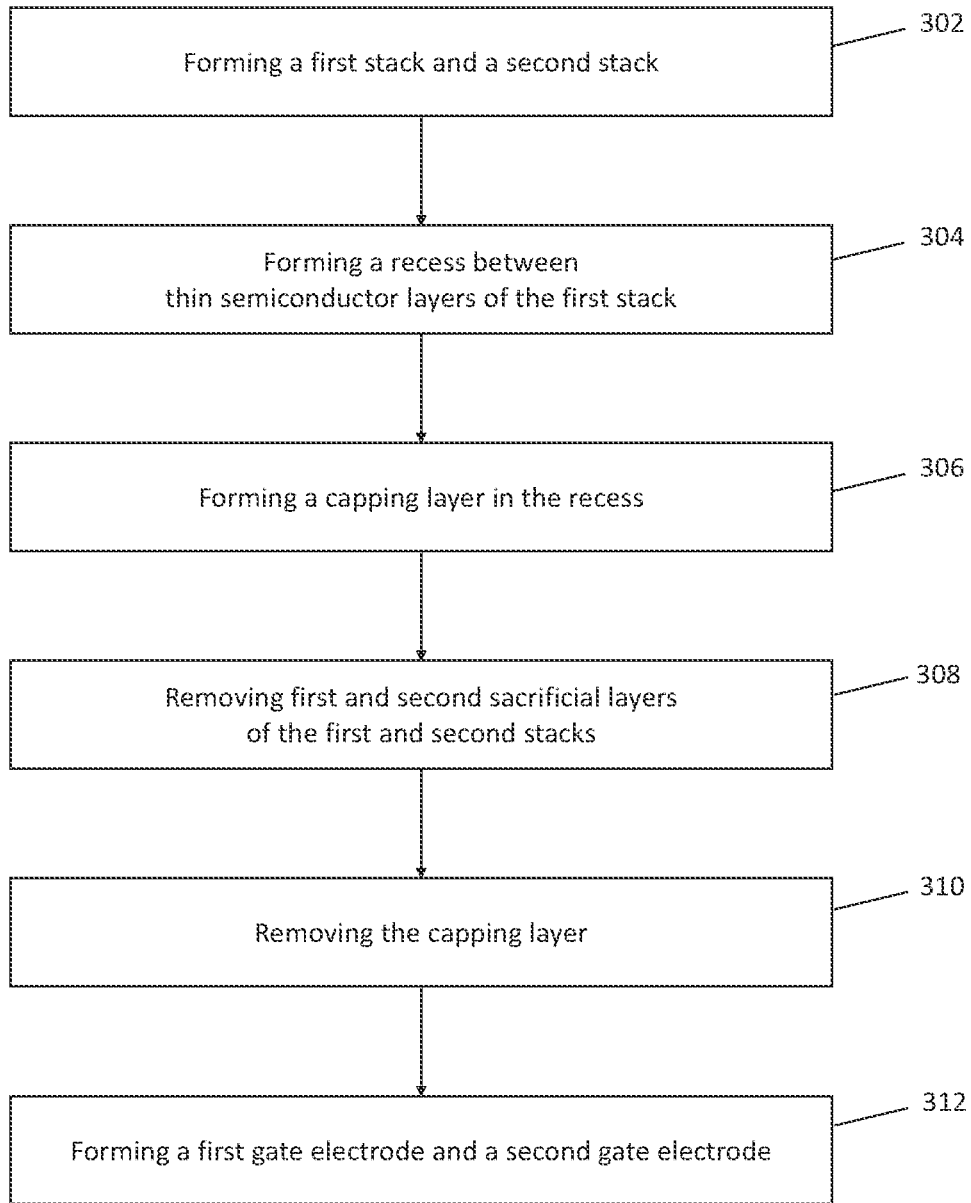 302
Forming a first stack and a second stack
304
Forming a recess between
thin semiconductor layers of the first stack
306
Forming a capping layer in the recess
308
Removing first and second sacrificial layers
of the first and second stacks
310
Removing the capping layer
312
Forming a first gate electrode and a second gate electrode